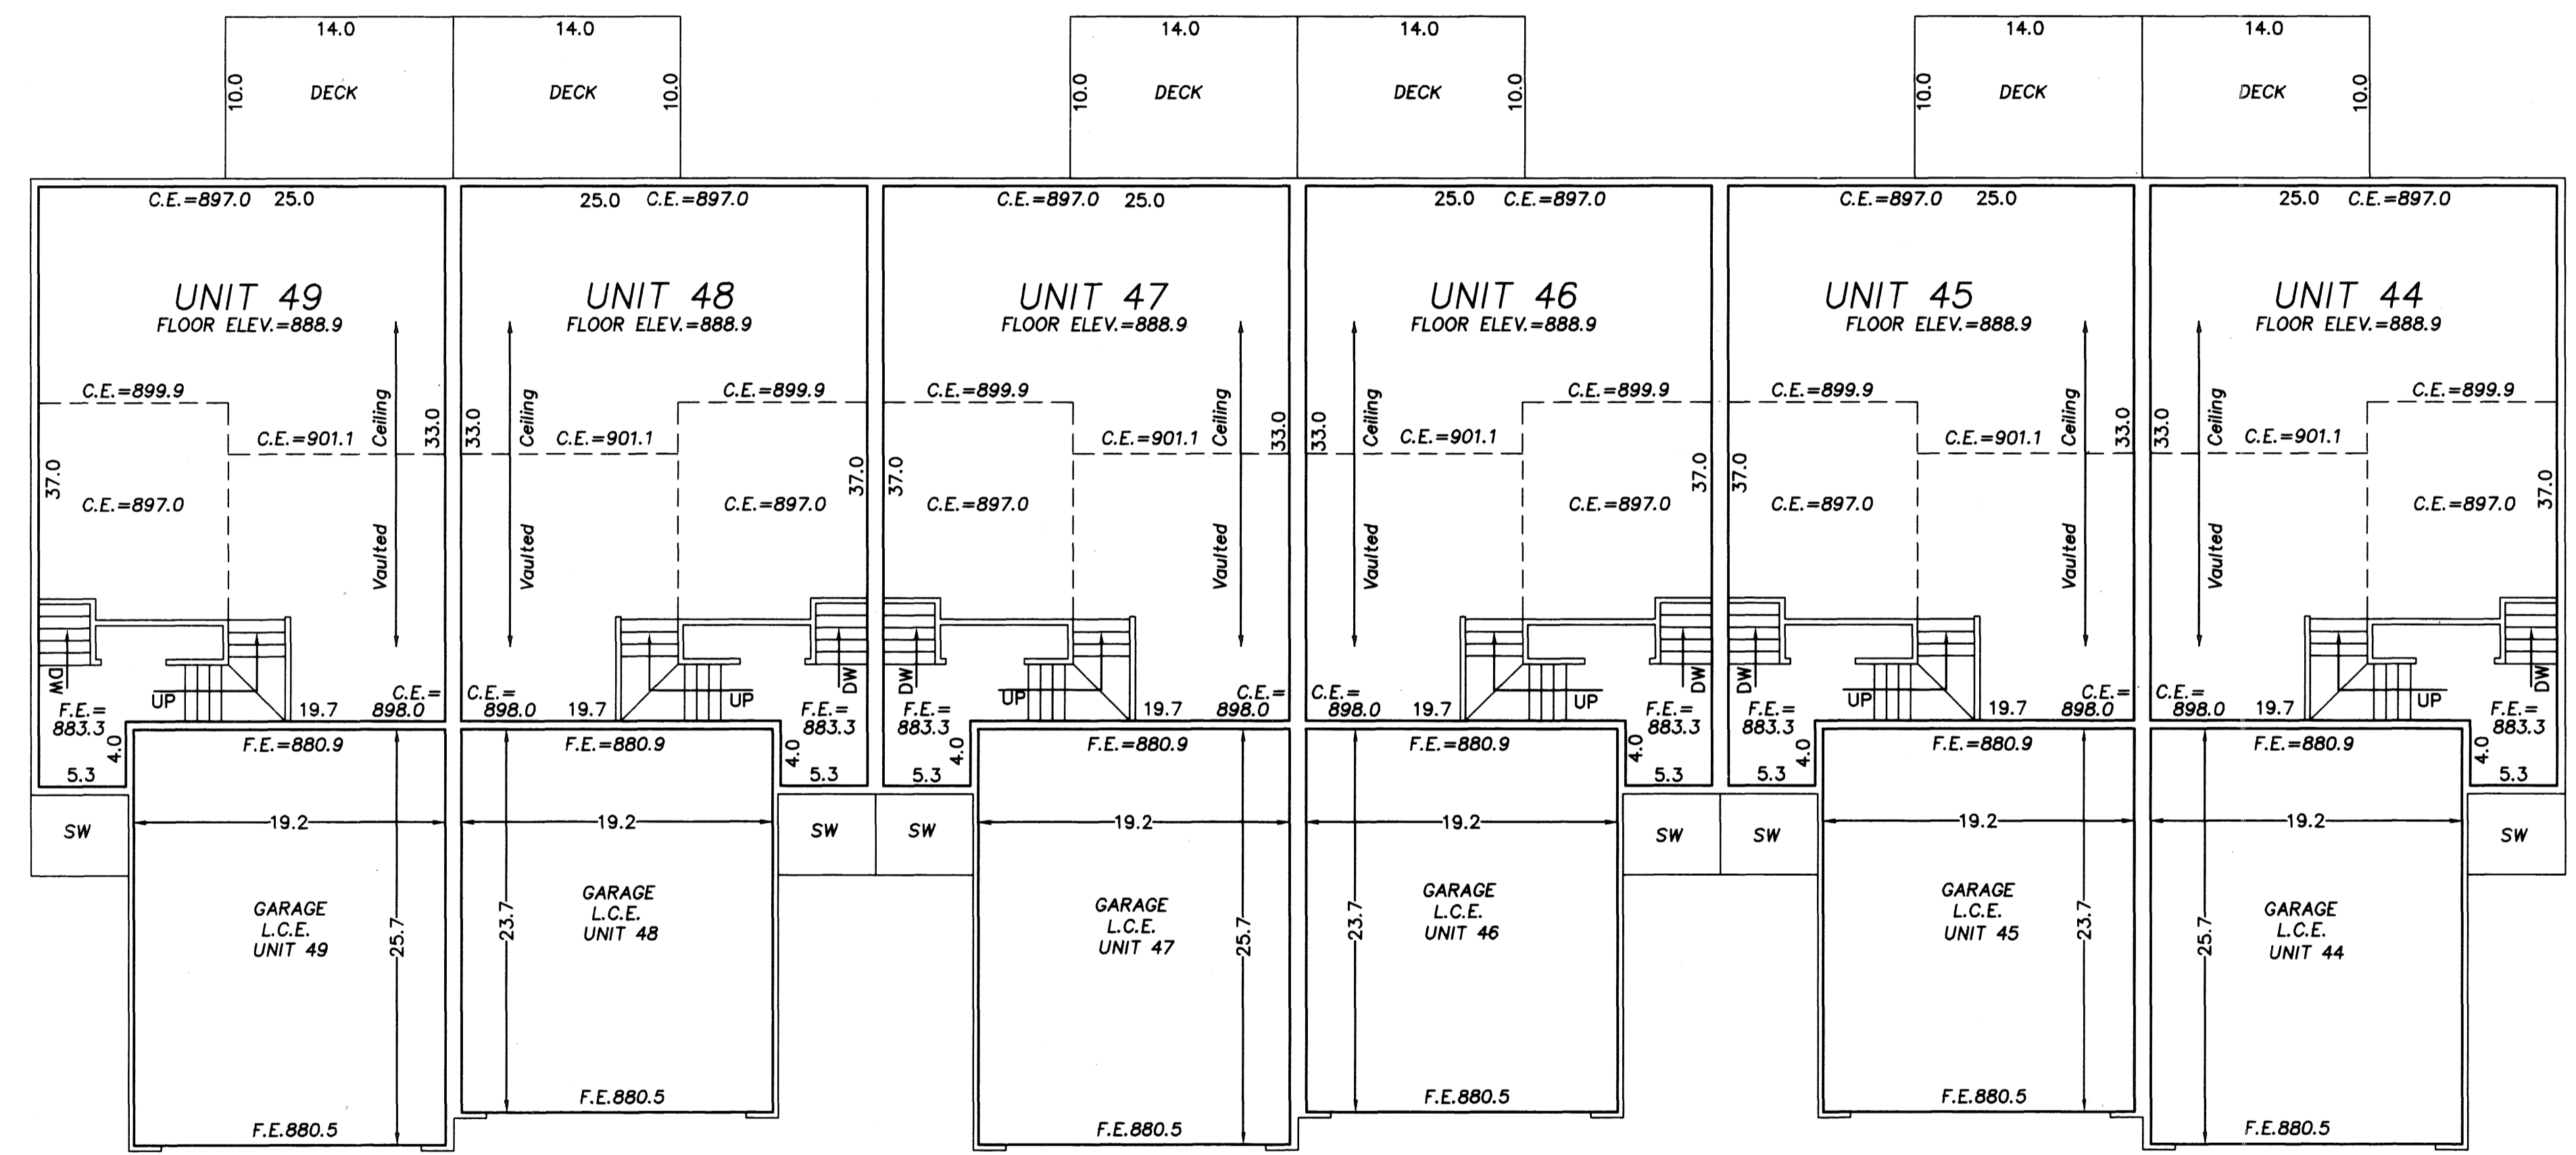 14.0 14.0 14.0 14.0 14.0 14.0
10.0 DECK DECK 10.0 10.0 DECK DECK 10.0 10.0 DECK DECK 10.0
C.E.=897.0 25.0 25.0 C.E.=897.0 C.E.=897.0 25.0 25.0 C.E.=897.0 C.E.=897.0 25.0 25.0 C.E.=897.0
UNIT 49 UNIT 48 UNIT 47 UNIT 46 UNIT 45 UNIT 44
FLOOR ELEV.=888.9 FLOOR ELEV.=888.9 FLOOR ELEV.=888.9 FLOOR ELEV.=888.9 FLOOR ELEV.=888.9 FLOOR ELEV.=888.9
C.E.=899.9 C.E.=899.9 C.E.=899.9 C.E.=899.9 C.E.=899.9 C.E.=899.9
Ceiling Ceiling Ceiling Ceiling Ceiling Ceiling
33.0 33.0 33.0 33.0 33.0 33.0
C.E.=901.1 C.E.=901.1 C.E.=901.1 C.E.=901.1 C.E.=901.1 C.E.=901.1
37.0 37.0 37.0 37.0 37.0 37.0
C.E.=897.0 C.E.=897.0 C.E.=897.0 C.E.=897.0 C.E.=897.0 C.E.=897.0
Vaulted Vaulted Vaulted Vaulted Vaulted Vaulted
DW DW DW DW DW DW
UP UP UP UP UP UP
C.E.= C.E.= C.E.= C.E.= C.E.= C.E.=
19.7 898.0 898.0 19.7 19.7 898.0 898.0 19.7 19.7 898.0 898.0 19.7
F.E.= F.E.= F.E.= F.E.= F.E.= F.E.=
883.3 883.3 883.3 883.3 883.3 883.3
4.0 4.0 4.0 4.0 4.0 4.0
F.E.=880.9 F.E.=880.9 F.E.=880.9 F.E.=880.9 F.E.=880.9 F.E.=880.9
5.3 5.3 5.3 5.3 5.3 5.3
SW SW SW SW SW SW
19.2 19.2 19.2 19.2 19.2 19.2
GARAGE GARAGE GARAGE GARAGE GARAGE GARAGE
L.C.E. L.C.E. L.C.E. L.C.E. L.C.E. L.C.E.
UNIT 49 UNIT 48 UNIT 47 UNIT 46 UNIT 45 UNIT 44
25.7 23.7 25.7 23.7 23.7 25.7
F.E.880.5 F.E.880.5 F.E.880.5 F.E.880.5 F.E.880.5 F.E.880.5